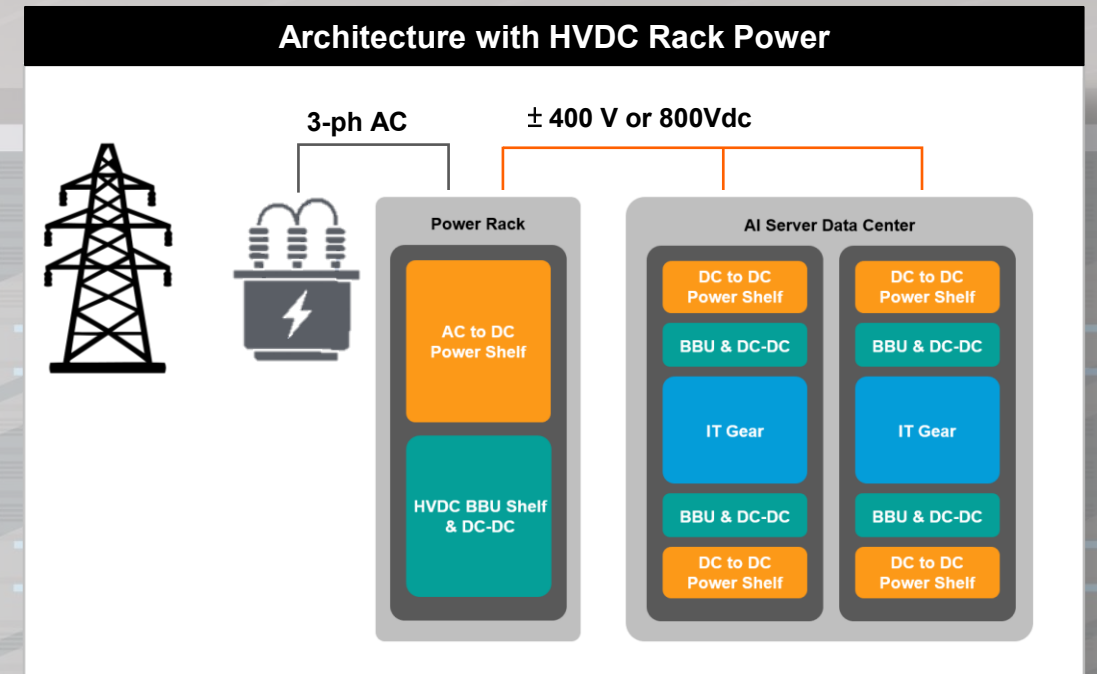 Architecture with HVDC Rack Power
3-ph AC
± 400 V or 800Vdc
Power Rack
AC to DC
Power Shelf
HVDC BBU Shelf
& DC-DC
AI Server Data Center
DC to DC
Power Shelf
BBU & DC-DC
IT Gear
BBU & DC-DC
DC to DC
Power Shelf
DC to DC
Power Shelf
BBU & DC-DC
IT Gear
BBU & DC-DC
DC to DC
Power Shelf